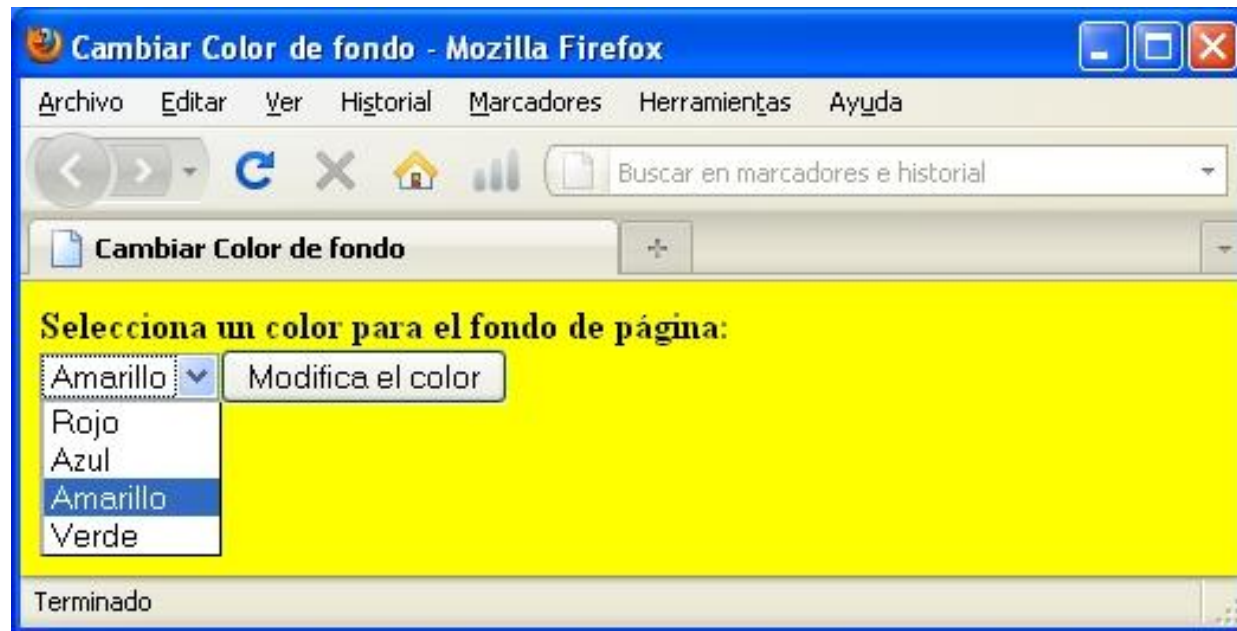 Cambiar Color de fondo - Mozilla Firefox
Archivo Editar Ver Historial Marcadores Herramientas Ayuda
Buscar en marcadores e historial
Cambiar Color de fondo
Selecciona un color para el fondo de página:
Amarillo Modifica el color
Rojo
Azul
Amarillo
Verde
Terminado